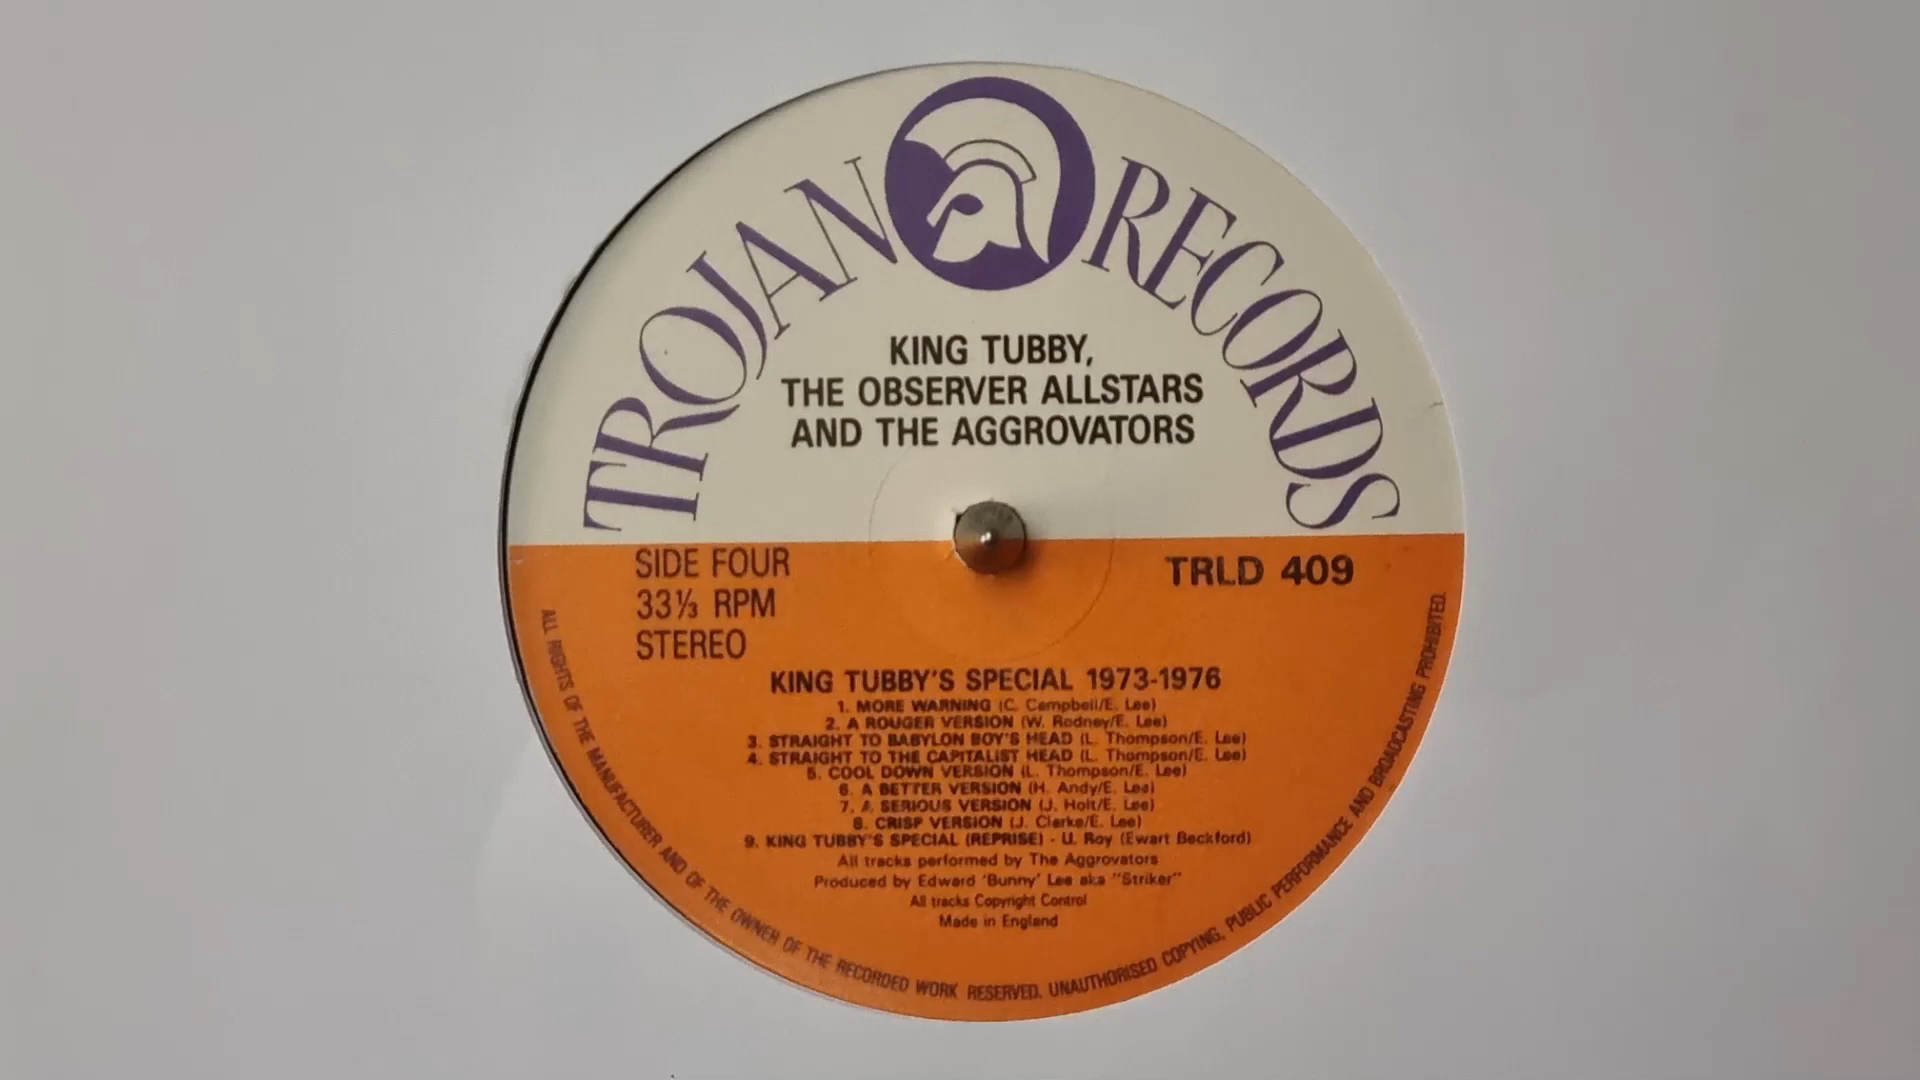 TROJAN RECORDS
KING TUBBY,
THE OBSERVER ALLSTARS
AND THE AGGROVATORS
SIDE FOUR
33⅓ RPM
STEREO
TRLD 409
KING TUBBY'S SPECIAL 1973-1976
1. MORE WARNING (C. Campbell/E. Lee)
2. A ROUGER VERSION (W. Rodney/E. Lee)
3. STRAIGHT TO BABYLON BOY'S HEAD (L. Thompson/E. Lee)
4. STRAIGHT TO THE CAPITALIST HEAD (L. Thompson/E. Lee)
5. COOL DOWN VERSION (L. Thompson/E. Lee)
6. A BETTER VERSION (H. Andy/E. Lee)
7. A SERIOUS VERSION (J. Holt/E. Lee)
8. CRISP VERSION (J. Clarke/E. Lee)
9. KING TUBBY'S SPECIAL (REPRISE) - U. Roy (Ewart Beckford)
All tracks performed by The Aggrovators
Produced by Edward 'Bunny' Lee aka "Striker"
All tracks Copyright Control
Made in England
ALL RIGHTS OF THE MANUFACTURER AND OF THE OWNER OF THE RECORDED WORK RESERVED. UNAUTHORISED COPYING, PUBLIC PERFORMANCE AND BROADCASTING PROHIBITED.